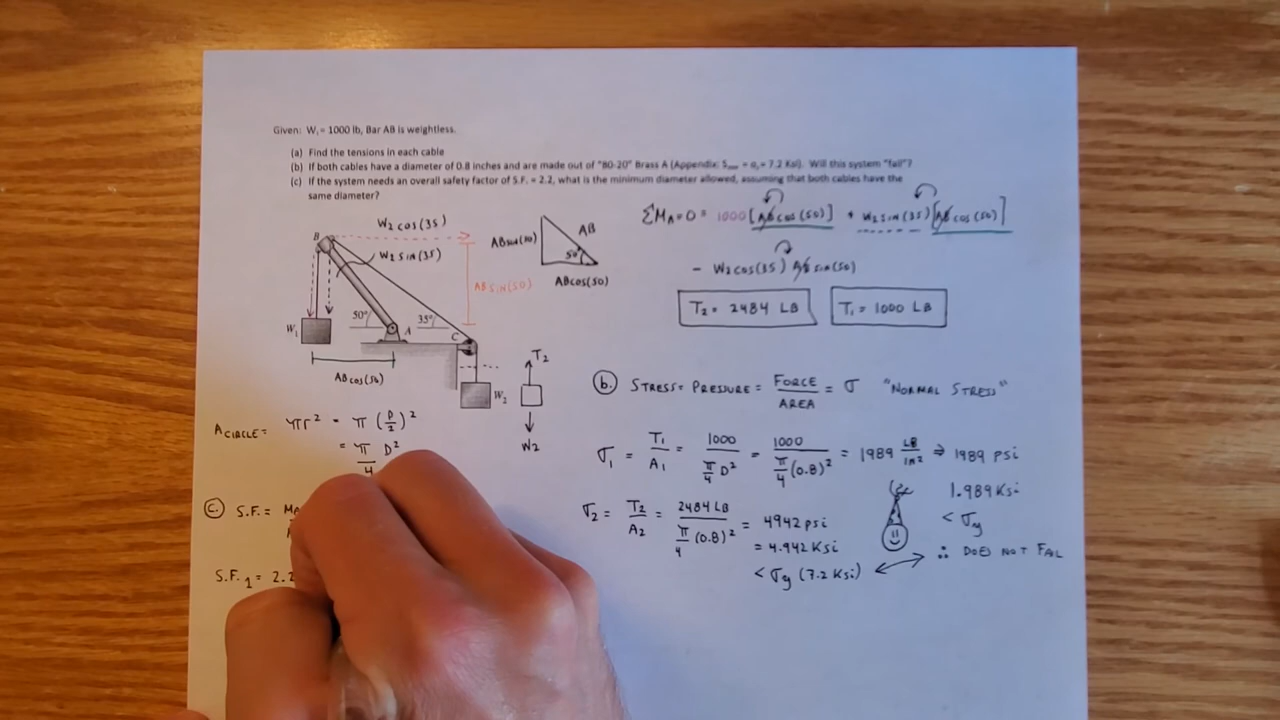 Given: W₁ = 1000 lb, Bar AB is weightless.
(a) Find the tensions in each cable
(b) If both cables have a diameter of 0.8 inches and are made out of "80-20" Brass A (Appendix: = σy = 7.2 Ksi). Will this system "fail"?
(c) If the system needs an overall safety factor of S.F. = 2.2, what is the minimum diameter allowed, assuming that both cables have the
same diameter?
ΣM_A = 0 = 1000 [AB cos(50)] + W2 sin(35) [AB cos(50)]
- W2 cos(35) AB sin(50)
T2 = 2484 LB
T1 = 1000 LB
W2 cos(35)
W2 sin(35)
B
AB sin(50)
50°
35°
A
C
W₁
W₂
AB cos(50)
AB sin(50)
AB
50°
AB cos(50)
T2
W2
A CIRCLE = πr² = π (D/2)²
= π/4 D²
(b.) STRESS = PRESSURE = FORCE/AREA = σ "NORMAL STRESS"
σ1 = T1/A1 = 1000/(π/4 D²) = 1000/(π/4 (0.8)²) = 1989 LB/IN² ⇒ 1989 psi
1.989 Ksi
< σy
∴ DOES NOT FAIL
σ2 = T2/A2 = 2484 LB/(π/4 (0.8)²) = 4942 psi
= 4.942 Ksi
< σy (7.2 Ksi)
(c.) S.F. =
S.F.1 = 2.2